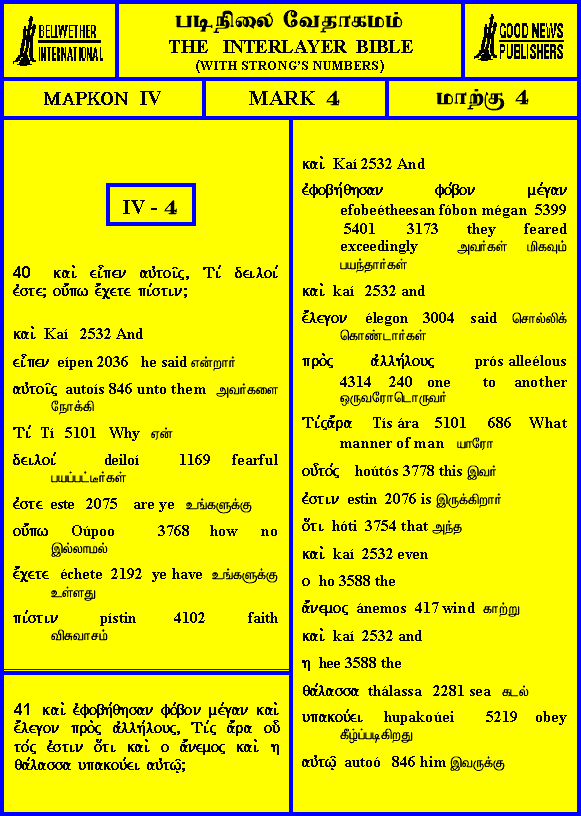 BELLWETHER
INTERNATIONAL
படிநிலை வேதாகமம்
THE INTERLAYER BIBLE
(WITH STRONG'S NUMBERS)
GOOD NEWS
PUBLISHERS
ΜΑΡΚΟΝ IV
MARK 4
மாற்கு 4
IV - 4
40 καὶ εἶπεν αὐτοῖς, Τί δειλοί
ἐστε; οὔπω ἔχετε πίστιν;
καὶ Kaí 2532 And
εἶπεν eípen 2036 he said என்றார்
αὐτοῖς autoís 846 unto them அவர்களை
நோக்கி
Τί Tí 5101 Why ஏன்
δειλοί deiloí 1169 fearful
பயப்பட்டீர்கள்
ἐστε este 2075 are ye உங்களுக்கு
οὔπω Oúpoo 3768 how no
இல்லாமல்
ἔχετε échete 2192 ye have உங்களுக்கு
உள்ளது
πίστιν pístin 4102 faith
விசுவாசம்
41 καὶ ἐφοβήθησαν φόβον μέγαν καὶ
ἔλεγον πρὸς ἀλλήλους, Τίς ἄρα οὗ
τός ἐστιν ὅτι καὶ ο ἄνεμος καὶ η
θάλασσα υπακούει αὐτῷ;
καὶ Kaí 2532 And
ἐφοβήθησαν φόβον μέγαν
efobeétheesan fóbon mégan 5399
5401 3173 they feared
exceedingly அவர்கள் மிகவும்
பயந்தார்கள்
καὶ kaí 2532 and
ἔλεγον élegon 3004 said சொல்லிக்
கொண்டார்கள்
πρὸς ἀλλήλους prós alleélous
4314 240 one to another
ஒருவரோடொருவர்
Τίςἄρα Tís ára 5101 686 What
manner of man யாரோ
οὗτός hoútós 3778 this இவர்
ἐστιν estin 2076 is இருக்கிறார்
ὅτι hóti 3754 that அந்த
καὶ kaí 2532 even
ο ho 3588 the
ἄνεμος ánemos 417 wind காற்று
καὶ kaí 2532 and
η hee 3588 the
θάλασσα thálassa 2281 sea கடல்
υπακούει hupakoúei 5219 obey
கீழ்ப்படிகிறது
αὐτῷ autoó 846 him இவருக்கு